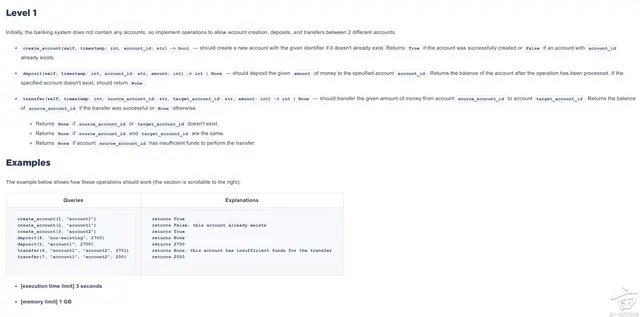 Level 1
Initially, the banking system does not contain any accounts, so implement operations to allow account creation, deposits, and transfers between 2 different accounts.
• create_account(self, timestamp: int, account_id: str) -> bool — should create a new account with the given identifier if it doesn't already exist. Returns True if the account was successfully created or False if an account with account_id
already exists.
• deposit(self, timestamp: int, account_id: str, amount: int) -> int | None — should deposit the given amount of money to the specified account account_id. Returns the balance of the account after the operation has been processed. If the
specified account doesn't exist, should return None.
• transfer(self, timestamp: int, source_account_id: str, target_account_id: str, amount: int) -> int | None — should transfer the given amount of money from account source_account_id to account target_account_id. Returns the balance
of source_account_id if the transfer was successful or None otherwise.
◦ Returns None if source_account_id or target_account_id doesn't exist.
◦ Returns None if source_account_id and target_account_id are the same.
◦ Returns None if account source_account_id has insufficient funds to perform the transfer.
Examples
The example below shows how these operations should work (the section is scrollable to the right):
Queries Explanations
create_account(1, "account1") returns True
create_account(2, "account1") returns False; this account already exists
create_account(3, "account2") returns True
deposit(4, "non-existing", 2700) returns None
deposit(5, "account1", 2700) returns 2700
transfer(6, "account1", "account2", 2701) returns None; this account has insufficient funds for the transfer
transfer(7, "account1", "account2", 200) returns 2500
• [execution time limit] 3 seconds
• [memory limit] 1 GB